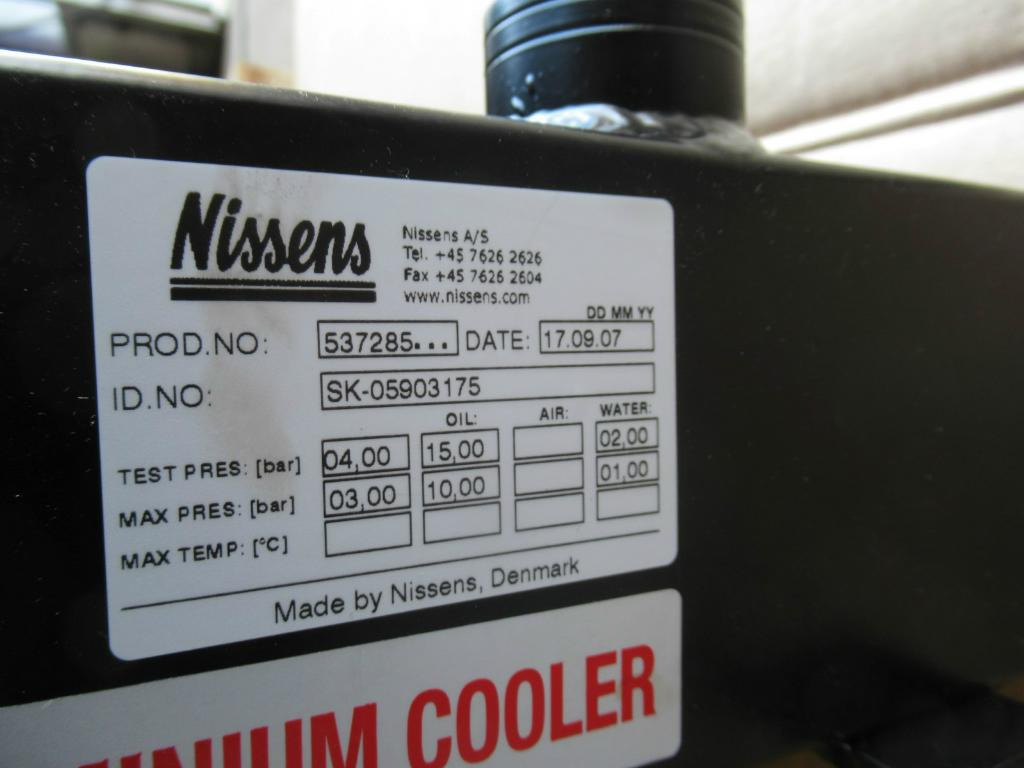 Nissens
Nissens A/S
Tel. +45 7626 2626
Fax +45 7626 2604
www.nissens.com
DD MM YY
PROD.NO: 537285... DATE: 17.09.07
ID.NO: SK-05903175
OIL: AIR: WATER:
TEST PRES: [bar] 04,00 15,00 02,00
MAX PRES: [bar] 03,00 10,00 01,00
MAX TEMP: [°C]
Made by Nissens, Denmark
COOLER